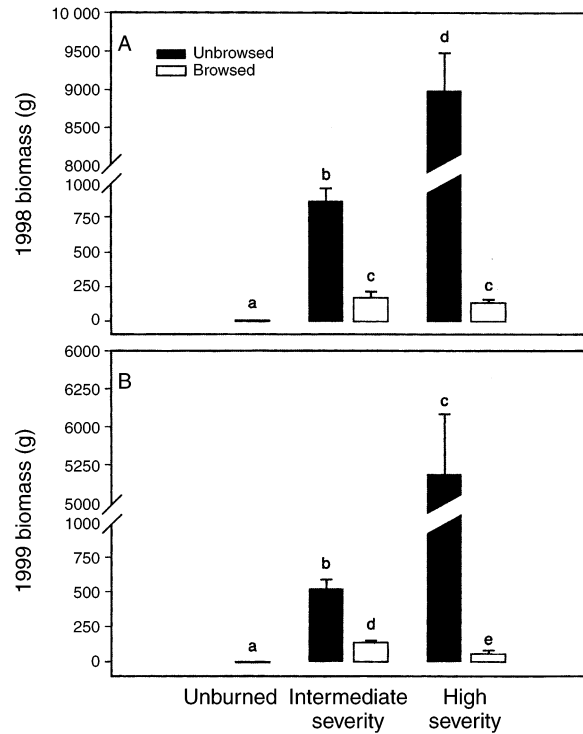 10 000
A
Unbrowsed
Browsed
d
9500
9000
8500
8000
1000
750
500
250
0
1998 biomass (g)
b
a
c
c
6000
B
6250
6000
5250
5000
1000
750
500
250
0
1999 biomass (g)
c
b
a
d
e
Unburned Intermediate High
severity severity